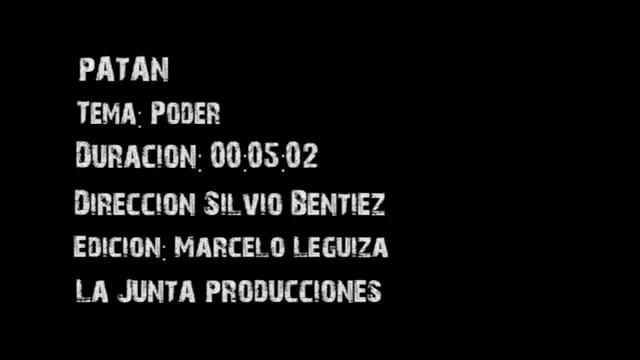 PATAN
TEMA: PODER
DURACION: 00:05:02
DIRECCION SILVIO BENTIEZ
EDICION: MARCELO LEGUIZA
LA JUNTA PRODUCCIONES